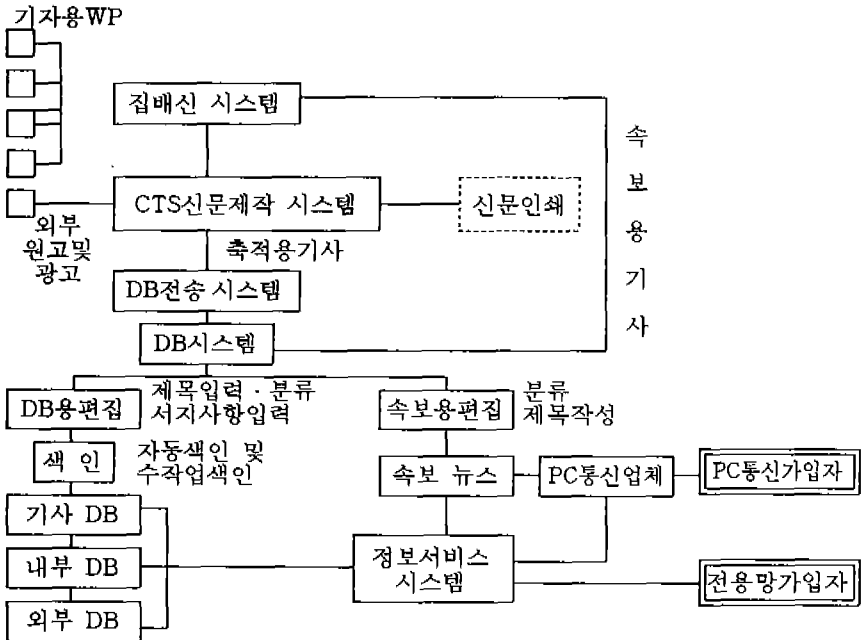 기자용WP
집배신 시스템
속보용기사
CTS신문제작 시스템
신문인쇄
외부
원고및
광고
축적용기사
DB전송 시스템
DB시스템
DB용편집
제목입력 · 분류
서지사항입력
속보용편집
분류
제목작성
색 인
자동색인 및
수작업색인
속보 뉴스
PC통신업체
PC통신가입자
기사 DB
내부 DB
외부 DB
정보서비스
시스템
전용망가입자